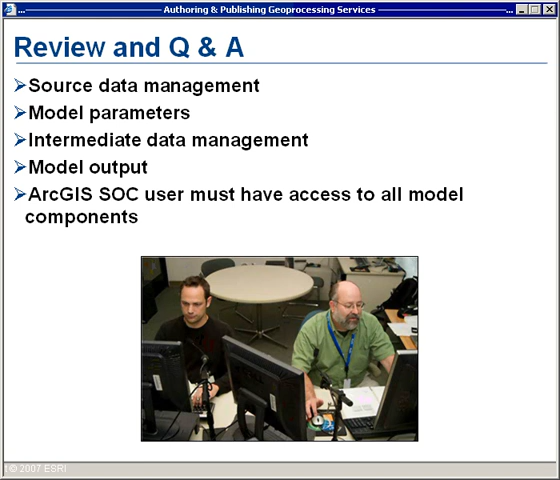 Authoring & Publishing Geoprocessing Services
Review and Q & A
Source data management
Model parameters
Intermediate data management
Model output
ArcGIS SOC user must have access to all model
components
© 2007 ESRI